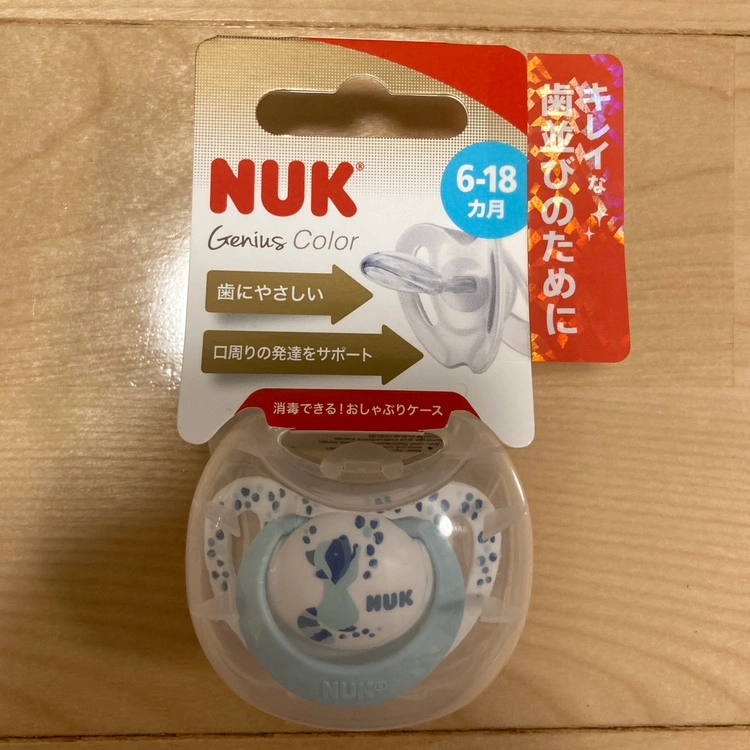 NUK®
Genius Color
6-18
カ月
歯にやさしい
口周りの発達をサポート
消毒できる!おしゃぶりケース
キレイな
歯並びのために
NUK
NUK®